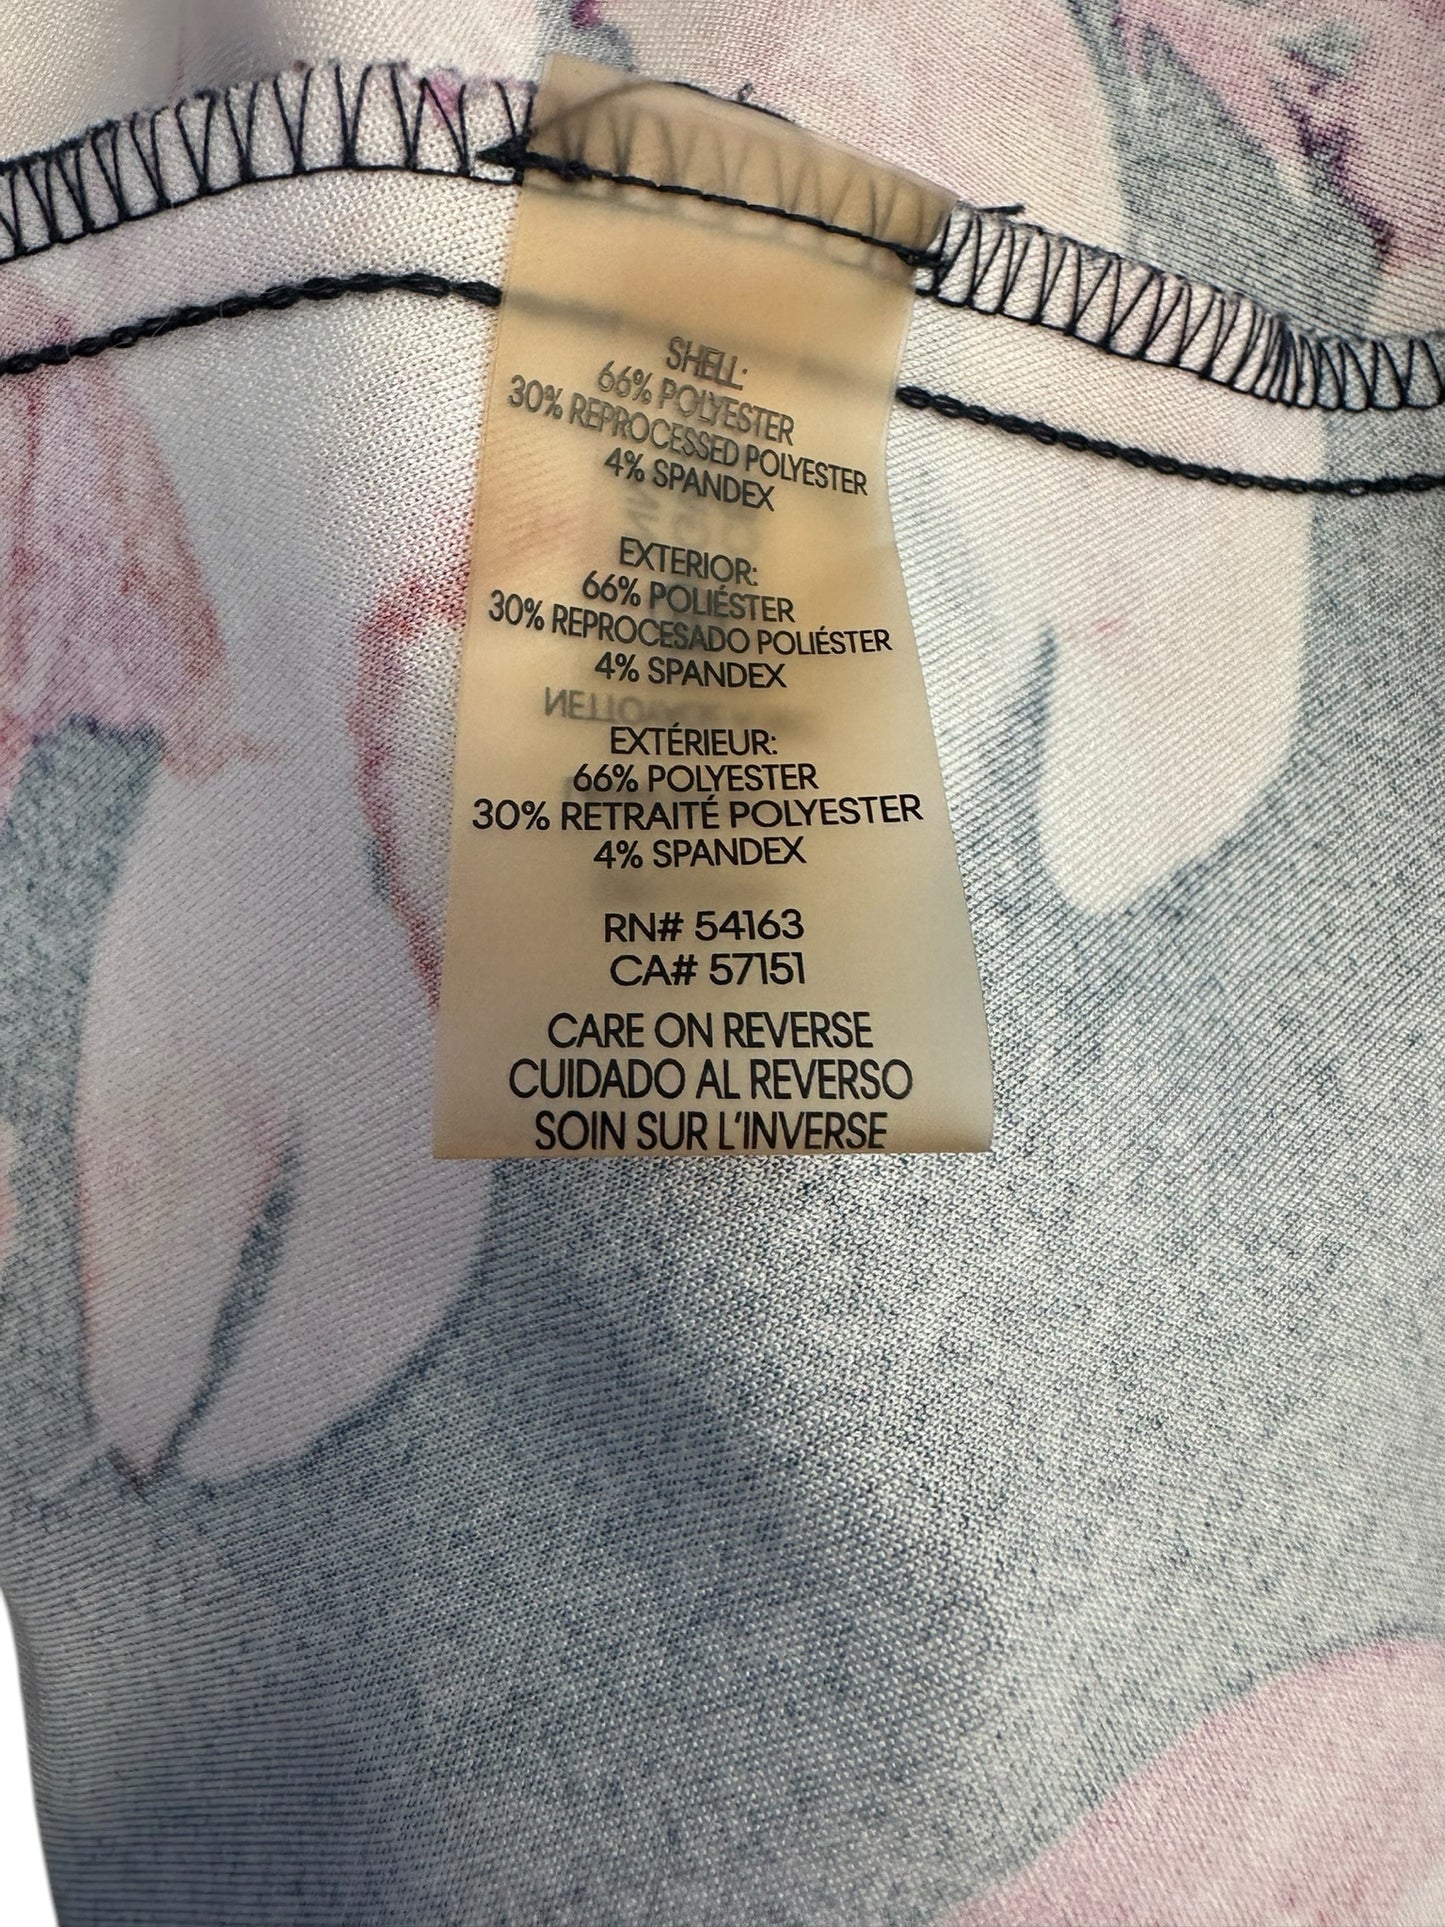 SHELL:
66% POLYESTER
30% REPROCESSED POLYESTER
4% SPANDEX
EXTERIOR:
66% POLIÉSTER
30% REPROCESADO POLIÉSTER
4% SPANDEX
EXTÉRIEUR:
66% POLYESTER
30% RETRAITÉ POLYESTER
4% SPANDEX
RN# 54163
CA# 57151
CARE ON REVERSE
CUIDADO AL REVERSO
SOIN SUR L'INVERSE